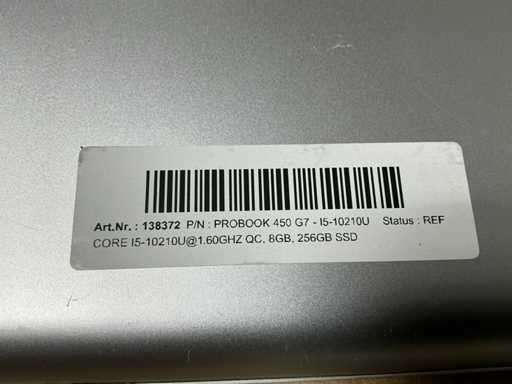 Art.Nr. : 138372 P/N : PROBOOK 450 G7 - I5-10210U Status : REF
CORE I5-10210U@1.60GHZ QC, 8GB, 256GB SSD